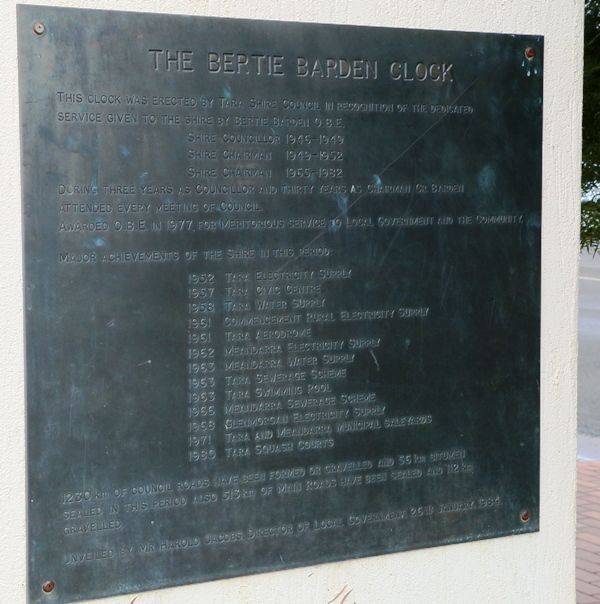 THE BERTIE BARDEN CLOCK
THIS CLOCK WAS ERECTED BY TARA SHIRE COUNCIL IN RECOGNITION OF THE DEDICATED
SERVICE GIVEN TO THE SHIRE BY BERTIE BARDEN O.B.E.
SHIRE COUNCILLOR 1946-1949
SHIRE CHAIRMAN 1949-1952
SHIRE CHAIRMAN 1955-1982
DURING THREE YEARS AS COUNCILLOR AND THIRTY YEARS AS CHAIRMAN CR. BARDEN
ATTENDED EVERY MEETING OF COUNCIL.
AWARDED O.B.E. IN 1977 FOR MERITORIOUS SERVICE TO LOCAL GOVERNMENT AND THE COMMUNITY.
MAJOR ACHIEVEMENTS OF THE SHIRE IN THIS PERIOD:
1952 TARA ELECTRICITY SUPPLY
1957 TARA CIVIC CENTRE
1958 TARA WATER SUPPLY
1961 COMMENCEMENT RURAL ELECTRICITY SUPPLY
1961 TARA AERODROME
1962 MEANDARRA ELECTRICITY SUPPLY
1963 MEANDARRA WATER SUPPLY
1963 TARA SEWERAGE SCHEME
1963 TARA SWIMMING POOL
1966 MEANDARRA SEWERAGE SCHEME
1968 GLENMORGAN ELECTRICITY SUPPLY
1971 TARA AND MEANDARRA MUNICIPAL SALEYARDS
1980 TARA SQUASH COURTS
1230 km OF COUNCIL ROADS HAVE BEEN FORMED OR GRAVELLED AND 55 km BITUMEN
SEALED IN THIS PERIOD ALSO 513 km OF MAIN ROADS HAVE BEEN SEALED AND 112 km
GRAVELLED
UNVEILED BY MR HAROLD JACOBS DIRECTOR OF LOCAL GOVERNMENT 26TH JANUARY 1984.